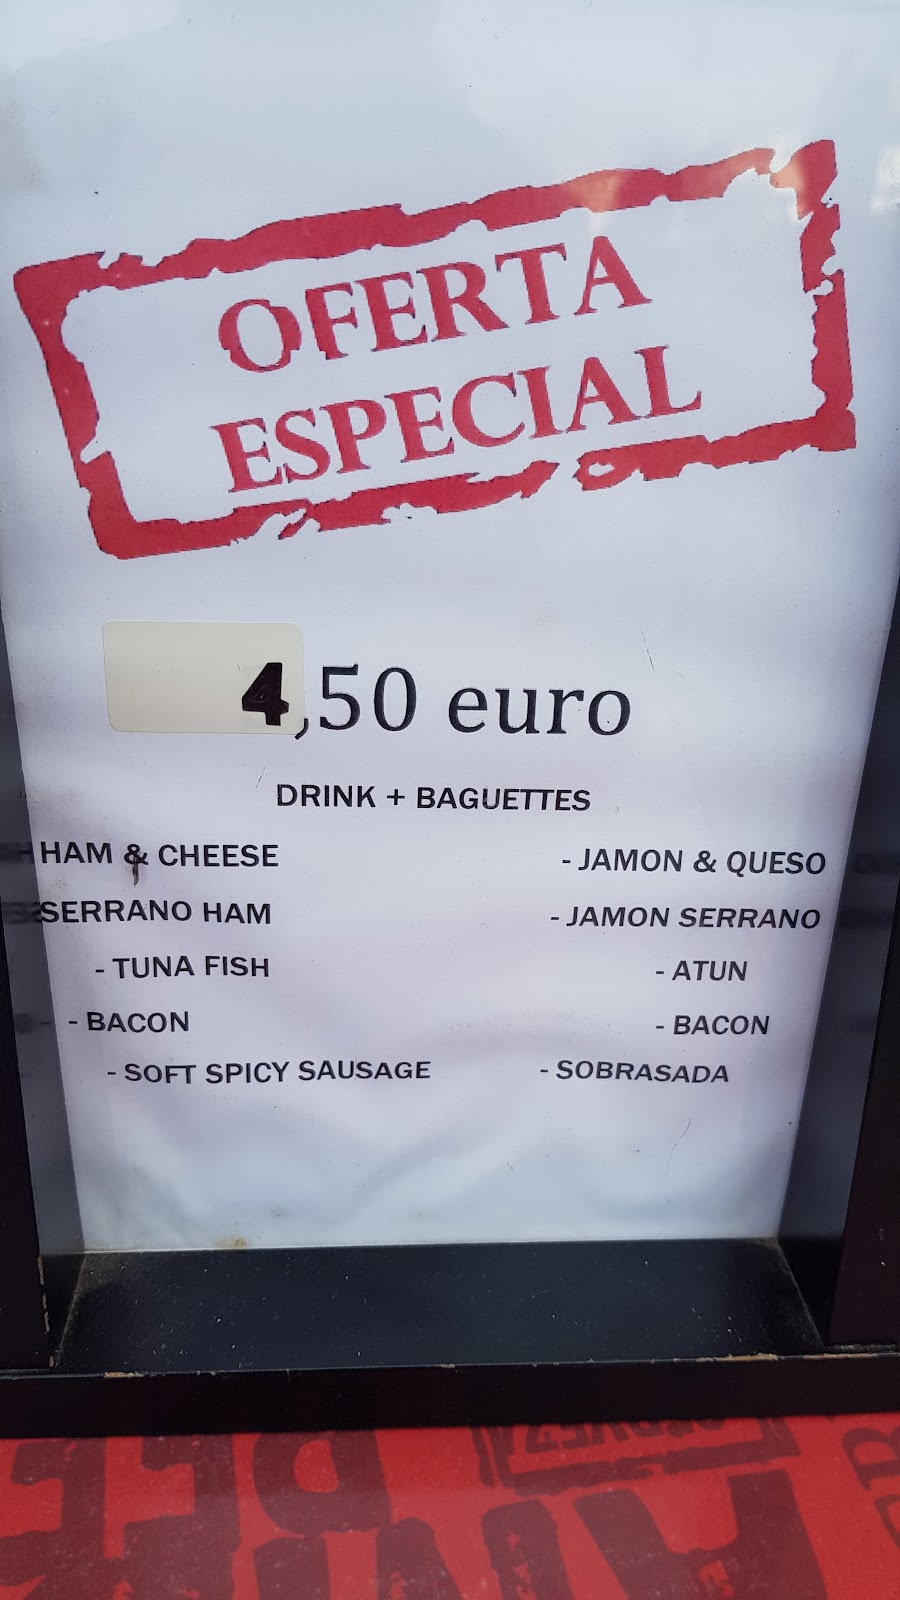 OFERTA
ESPECIAL
4,50 euro
DRINK + BAGUETTES
HAM & CHEESE - JAMON & QUESO
SERRANO HAM - JAMON SERRANO
- TUNA FISH - ATUN
- BACON - BACON
- SOFT SPICY SAUSAGE - SOBRASADA